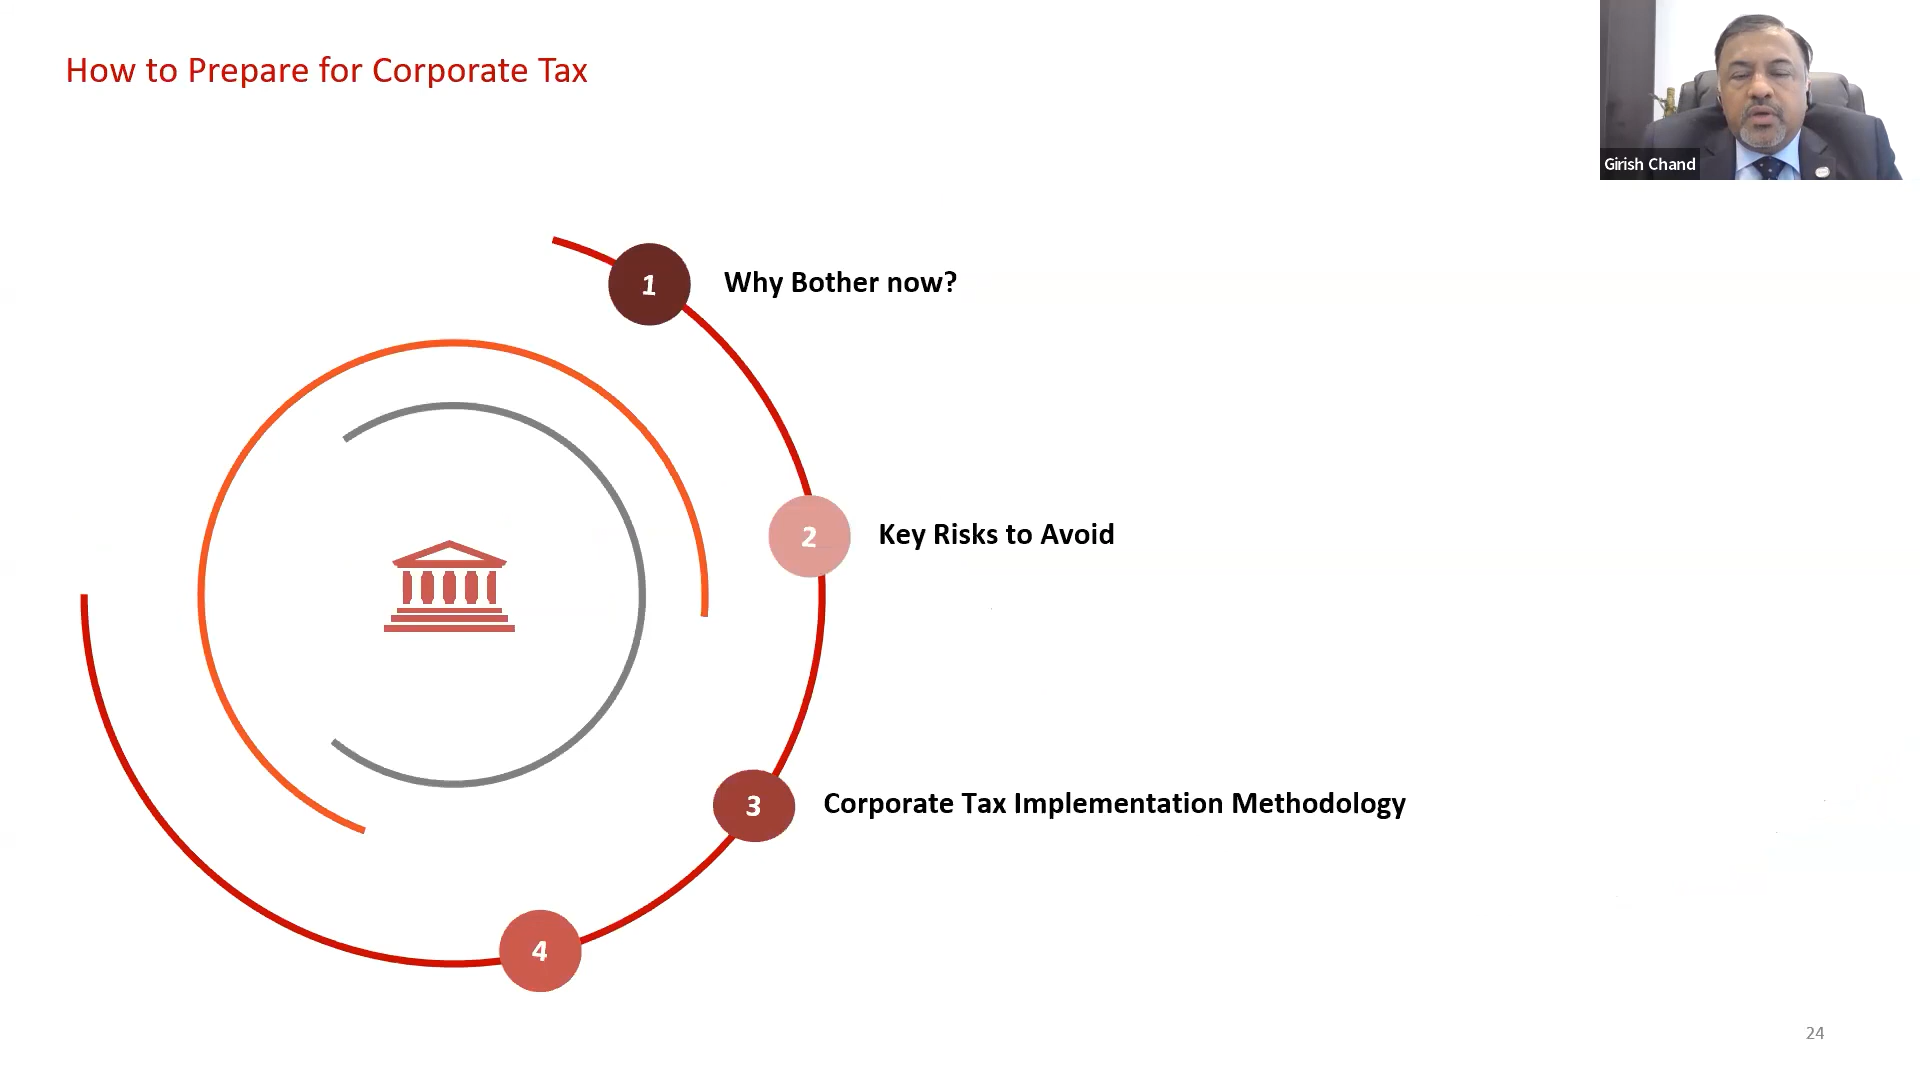 How to Prepare for Corporate Tax
Girish Chand
1
Why Bother now?
2
Key Risks to Avoid
3
Corporate Tax Implementation Methodology
4
24